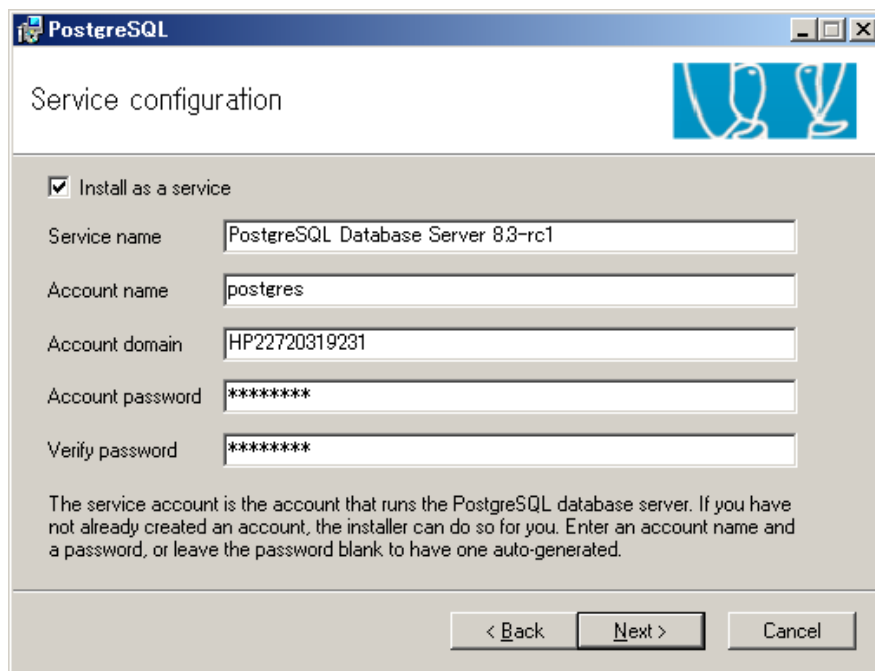 PostgreSQL
Service configuration
Install as a service
Service name PostgreSQL Database Server 8.3-rc1
Account name postgres
Account domain HP22720319231
Account password ********
Verify password ********
The service account is the account that runs the PostgreSQL database server. If you have
not already created an account, the installer can do so for you. Enter an account name and
a password, or leave the password blank to have one auto-generated.
< Back Next > Cancel